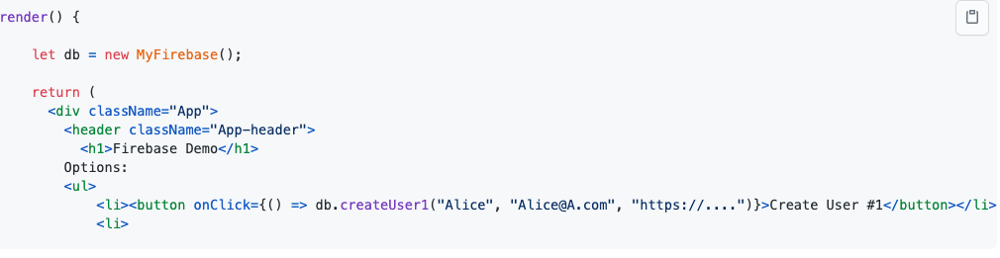 render() {
let db = new MyFirebase();
return (
<div className="App">
<header className="App-header">
<h1>Firebase Demo</h1>
Options:
<ul>
<li><button onClick={() => db.createUser1("Alice", "Alice@A.com", "https://....")}>Create User #1</button></li>
<li>